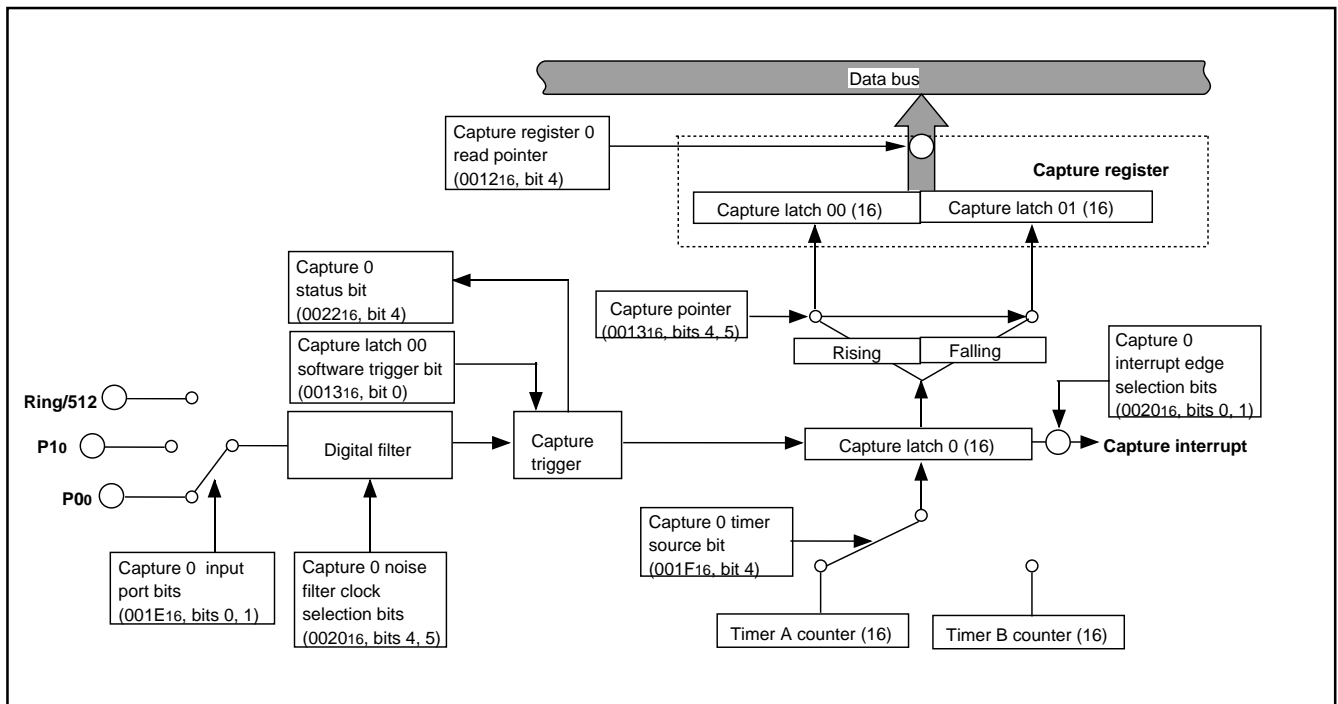 Data bus
Capture register 0
read pointer
(001216, bit 4)
Capture register
Capture latch 00 (16)
Capture latch 01 (16)
Capture 0
status bit
(002216, bit 4)
Capture pointer
(001316, bits 4, 5)
Capture latch 00
software trigger bit
(001316, bit 0)
Rising
Falling
Capture 0
interrupt edge
selection bits
(002016, bits 0, 1)
Ring/512
P10
P00
Digital filter
Capture
trigger
Capture latch 0 (16)
Capture interrupt
Capture 0 timer
source bit
(001F16, bit 4)
Capture 0 input
port bits
(001E16, bits 0, 1)
Capture 0 noise
filter clock
selection bits
(002016, bits 4, 5)
Timer A counter (16)
Timer B counter (16)